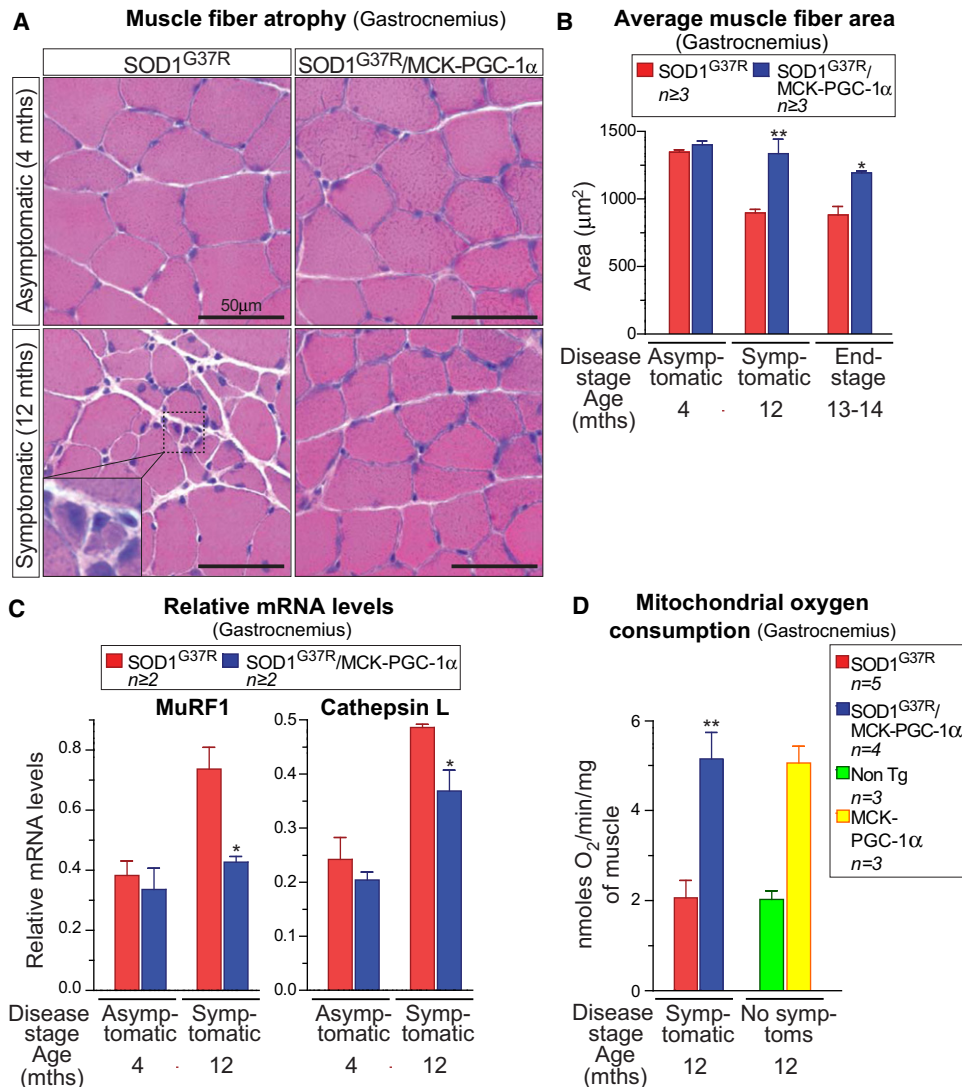 A
Muscle fiber atrophy (Gastrocnemius)
SOD1G37R
SOD1G37R/MCK-PGC-1α
Asymptomatic (4 mths)
50μm
Symptomatic (12 mths)
B
Average muscle fiber area
(Gastrocnemius)
SOD1G37R
n≥3
SOD1G37R/
MCK-PGC-1α
n≥3
Area (μm2)
1500
1250
1000
750
500
250
0
**
*
Disease
stage
Age
(mths)
Asymp-
tomatic
4
Symp-
tomatic
12
End-
stage
13-14
C
Relative mRNA levels
(Gastrocnemius)
SOD1G37R
n≥2
SOD1G37R/MCK-PGC-1α
n≥2
MuRF1
Relative mRNA levels
0.8
0.6
0.4
0.2
0.0
*
Cathepsin L
0.5
0.4
0.3
0.2
0.1
0.0
*
Disease
stage
Age
(mths)
Asymp-
tomatic
4
Symp-
tomatic
12
Asymp-
tomatic
4
Symp-
tomatic
12
D
Mitochondrial oxygen
consumption (Gastrocnemius)
SOD1G37R
n=5
SOD1G37R/
MCK-PGC-1α
n=4
Non Tg
n=3
MCK-
PGC-1α
n=3
nmoles O2/min/mg
of muscle
6
4
2
0
**
Disease
stage
Age
(mths)
Symp-
tomatic
12
No symp-
toms
12